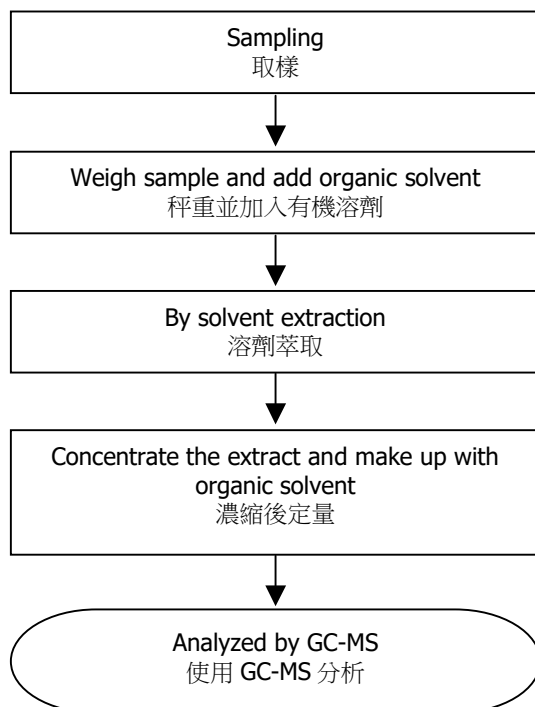 Sampling
取樣
Weigh sample and add organic solvent
秤重並加入有機溶劑
By solvent extraction
溶劑萃取
Concentrate the extract and make up with
organic solvent
濃縮後定量
Analyzed by GC-MS
使用 GC-MS 分析